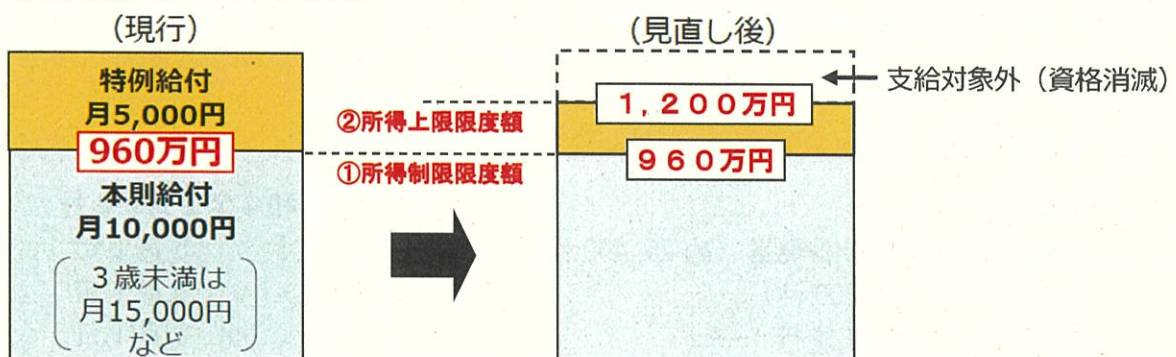 （現行）
特例給付
月5,000円
960万円
本則給付
月10,000円
３歳未満は
月15,000円
など
②所得上限限度額
①所得制限限度額
（見直し後）
１，２００万円
９６０万円
支給対象外（資格消滅）